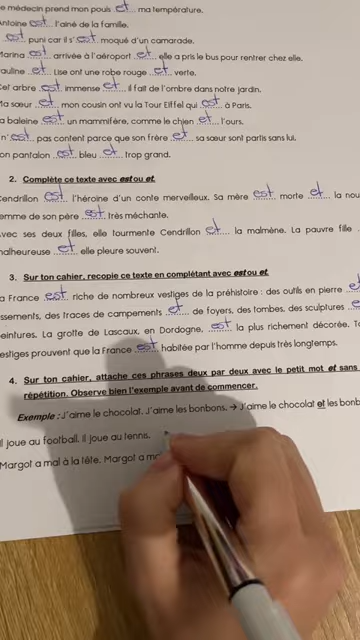 e médecin prend mon pouls et ma température.
Antoine est l'aîné de la famille.
est puni car il s'est moqué d'un camarade.
Marina est arrivée à l'aéroport et elle a pris le bus pour rentrer chez elle.
auline et Lise ont une robe rouge et verte.
Cet arbre est immense et il fait de l'ombre dans notre jardin.
Ma sœur et mon cousin ont vu la Tour Eiffel qui est à Paris.
a baleine est un mammifère, comme le chien et l'ours.
n'est pas content parce que son frère et sa sœur sont partis sans lui.
on pantalon est bleu et trop grand.
2. Complète ce texte avec est ou et.
Cendrillon est l'héroïne d'un conte merveilleux. Sa mère est morte et la nou
emme de son père est très méchante.
Avec ses deux filles, elle tourmente Cendrillon et la malmène. La pauvre fille
malheureuse et elle pleure souvent.
3. Sur ton cahier, recopie ce texte en complétant avec est ou et.
a France est riche de nombreux vestiges de la préhistoire : des outils en pierre et
ssements, des traces de campements et de foyers, des tombes, des sculptures
peintures. La grotte de Lascaux, en Dordogne, est la plus richement décorée. To
estiges prouvent que la France est habitée par l'homme depuis très longtemps.
4. Sur ton cahier, attache ces phrases deux par deux avec le petit mot et sans
répétition. Observe bien l'exemple avant de commencer.
Exemple : J'aime le chocolat. J'aime les bonbons. → J'aime le chocolat et les bonb
Il joue au football. Il joue au tennis.
Margot a mal à la tête. Margot a m